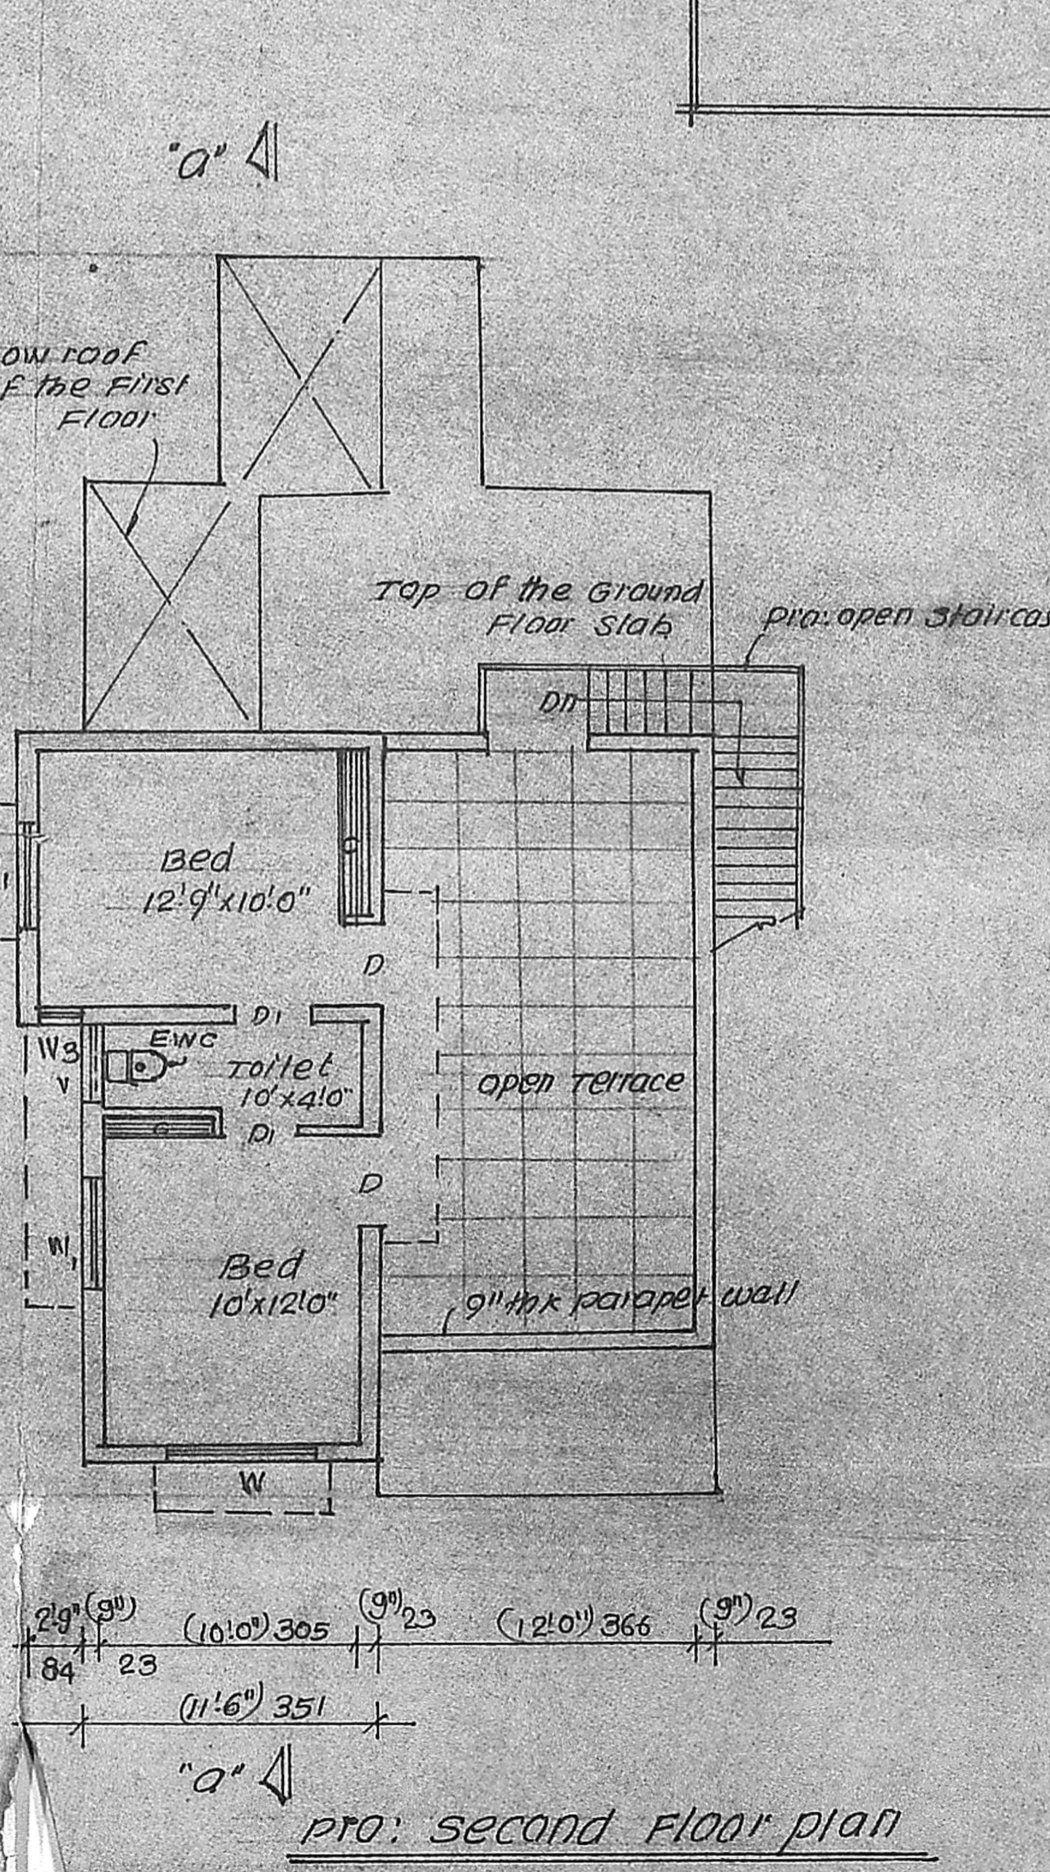 "a"
ow roof
f the First
Floor
Top of the Ground
Floor Slab
Pro: open Staircas
Dn
Bed
12'9"x10'0"
D
D1
W3
V
EWC
Toilet
10'x4'0"
D1
Open Terrace
D
W1
Bed
10'x12'0"
9" thk parapet wall
W
2'9" (9") (10'0") 305 (9") 23 (12'0") 366 (9") 23
84 23
(11'6") 351
"a"
Pro: Second Floor plan